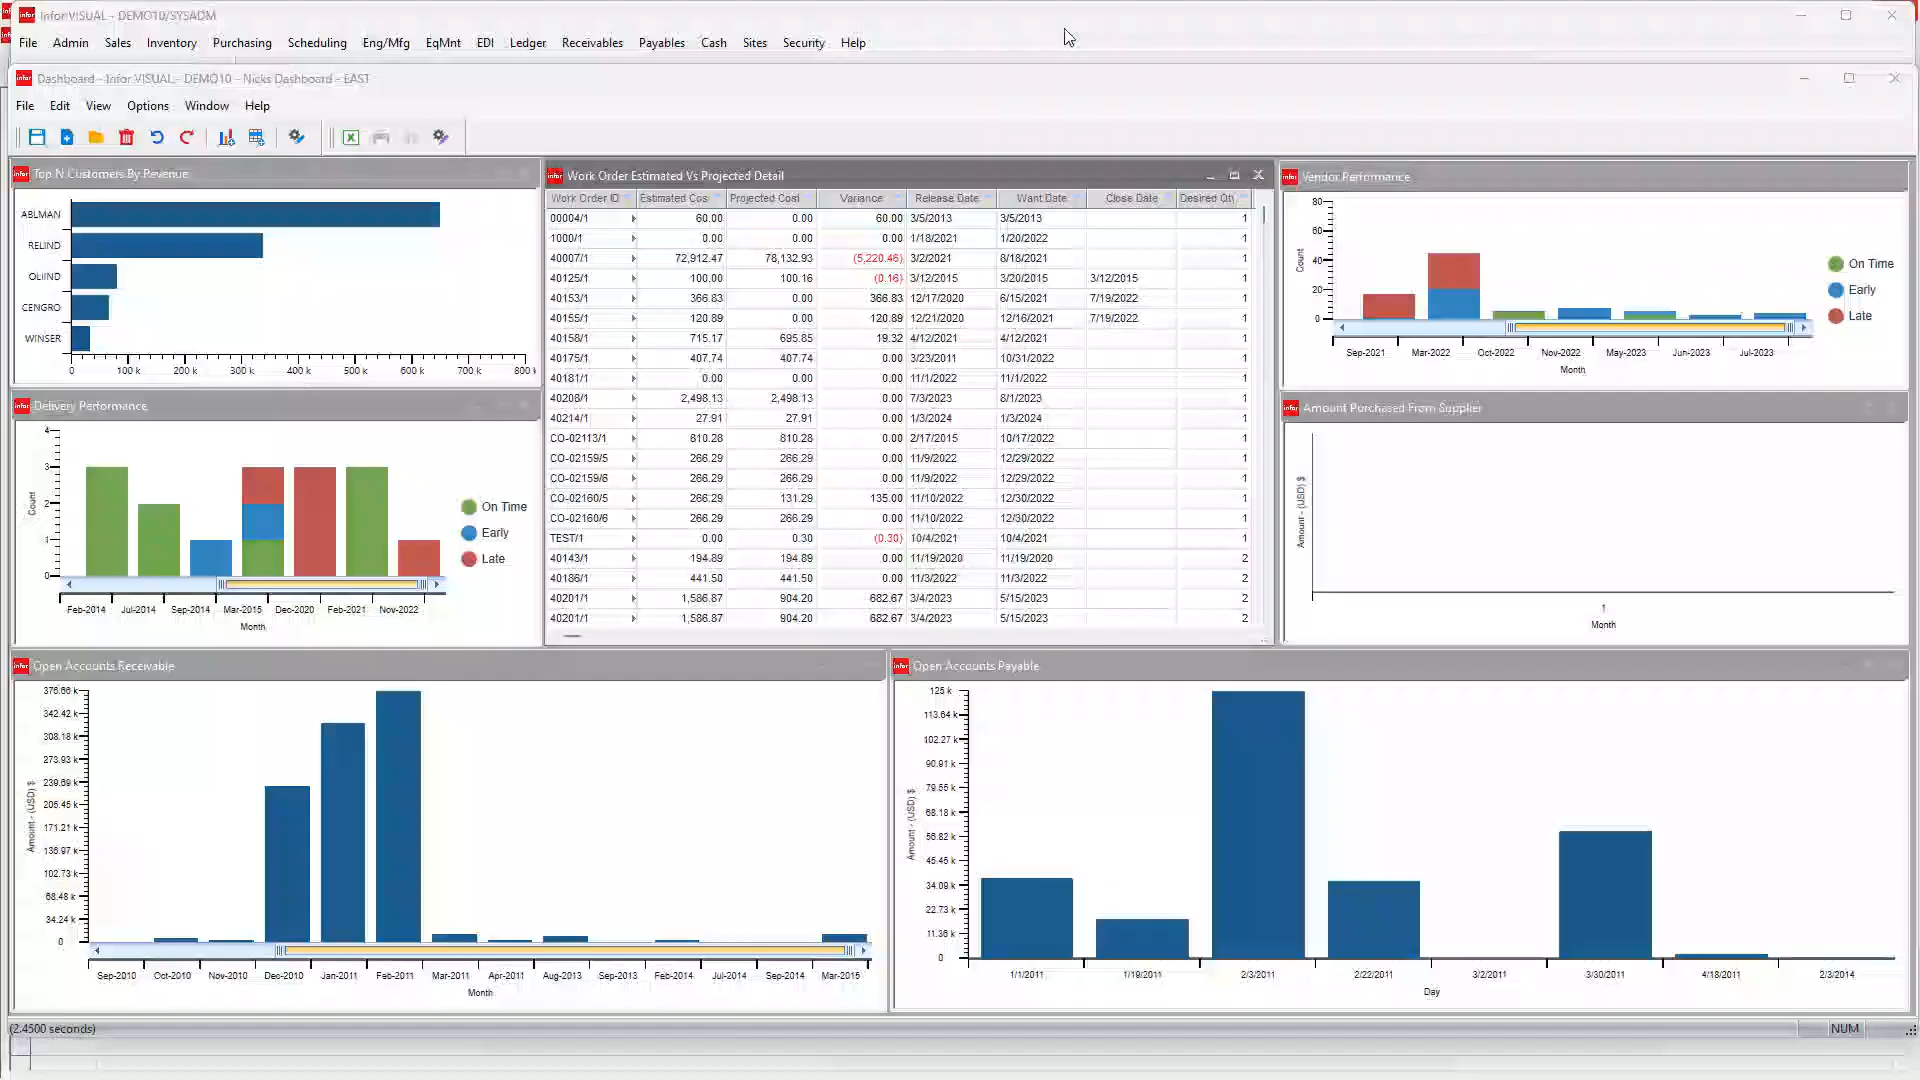 infor Infor VISUAL - DEMO10/SYSADM
File Admin Sales Inventory Purchasing Scheduling Eng/Mfg EqMnt EDI Ledger Receivables Payables Cash Sites Security Help
infor Dashboard - Infor VISUAL - DEMO10 - Nicks Dashboard - EAST
File Edit View Options Window Help
infor Top N Customers By Revenue
ABLMAN
RELIND
OLIIND
CENGRO
WINSER
0 100 k 200 k 300 k 400 k 500 k 600 k 700 k 800 k
infor Delivery Performance
Count
4
3
2
1
0
On Time
Early
Late
Feb-2014 Jul-2014 Sep-2014 Mar-2015 Dec-2020 Feb-2021 Nov-2022
Month
infor Work Order Estimated Vs Projected Detail
Work Order ID Estimated Cos Projected Cost Variance Release Date Want Date Close Date Desired Qty
00004/1 60.00 0.00 60.00 3/5/2013 3/5/2013 1
1000/1 0.00 0.00 0.00 1/18/2021 1/20/2022 1
40007/1 72,912.47 78,132.93 (5,220.46) 3/2/2021 8/18/2021 1
40125/1 100.00 100.16 (0.16) 3/12/2015 3/20/2015 3/12/2015 1
40153/1 366.83 0.00 366.83 12/17/2020 6/15/2021 7/19/2022 1
40155/1 120.89 0.00 120.89 12/21/2020 12/16/2021 7/19/2022 1
40158/1 715.17 695.85 19.32 4/12/2021 4/12/2021 1
40175/1 407.74 407.74 0.00 3/23/2011 10/31/2022 1
40181/1 0.00 0.00 0.00 11/1/2022 11/1/2022 1
40208/1 2,498.13 2,498.13 0.00 7/3/2023 8/1/2023 1
40214/1 27.91 27.91 0.00 1/3/2024 1/3/2024 1
CO-02113/1 810.28 810.28 0.00 2/17/2015 10/17/2022 1
CO-02159/5 266.29 266.29 0.00 11/9/2022 12/29/2022 1
CO-02159/6 266.29 266.29 0.00 11/9/2022 12/29/2022 1
CO-02160/5 266.29 131.29 135.00 11/10/2022 12/30/2022 1
CO-02160/6 266.29 266.29 0.00 11/10/2022 12/30/2022 1
TEST/1 0.00 0.30 (0.30) 10/4/2021 10/4/2021 1
40143/1 194.89 194.89 0.00 11/19/2020 11/19/2020 2
40186/1 441.50 441.50 0.00 11/3/2022 11/3/2022 2
40201/1 1,586.87 904.20 682.67 3/4/2023 5/15/2023 2
40201/1 1,586.87 904.20 682.67 3/4/2023 5/15/2023 2
infor Vendor Performance
Count
80
60
40
20
0
On Time
Early
Late
Sep-2021 Mar-2022 Oct-2022 Nov-2022 May-2023 Jun-2023 Jul-2023
Month
infor Amount Purchased From Supplier
Amount - (USD) $
1
Month
infor Open Accounts Receivable
Amount - (USD) $
376.66 k
342.42 k
308.18 k
273.93 k
239.69 k
205.45 k
171.21 k
136.97 k
102.73 k
68.48 k
34.24 k
0
Sep-2010 Oct-2010 Nov-2010 Dec-2010 Jan-2011 Feb-2011 Mar-2011 Apr-2011 Aug-2013 Sep-2013 Feb-2014 Jul-2014 Sep-2014 Mar-2015
Month
infor Open Accounts Payable
Amount - (USD) $
125 k
113.64 k
102.27 k
90.91 k
79.55 k
68.18 k
56.82 k
45.46 k
34.09 k
22.73 k
11.36 k
0
1/1/2011 1/19/2011 2/3/2011 2/22/2011 3/2/2011 3/30/2011 4/18/2011 2/3/2014
Day
(2.4500 seconds)
NUM